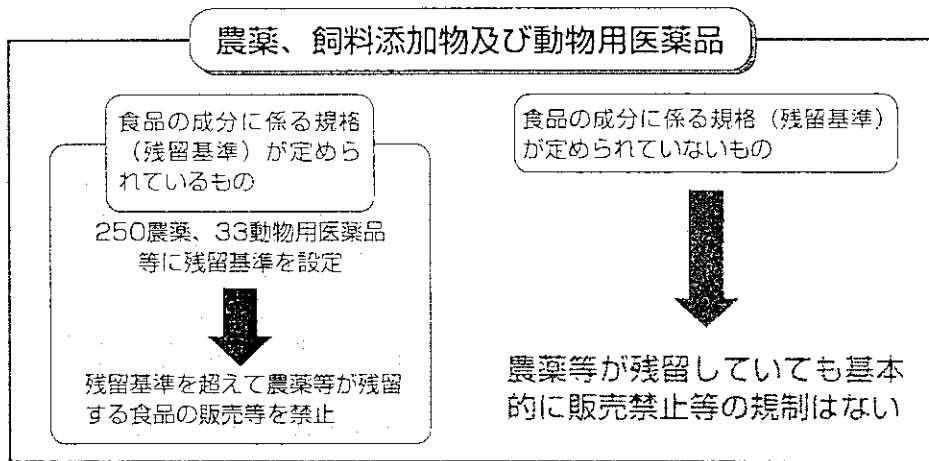 農薬、飼料添加物及び動物用医薬品
食品の成分に係る規格
（残留基準）が定めら
れているもの
250農薬、33動物用医薬品
等に残留基準を設定
残留基準を超えて農薬等が残留
する食品の販売等を禁止
食品の成分に係る規格（残留基準）
が定められていないもの
農薬等が残留していても基本
的に販売禁止等の規制はない